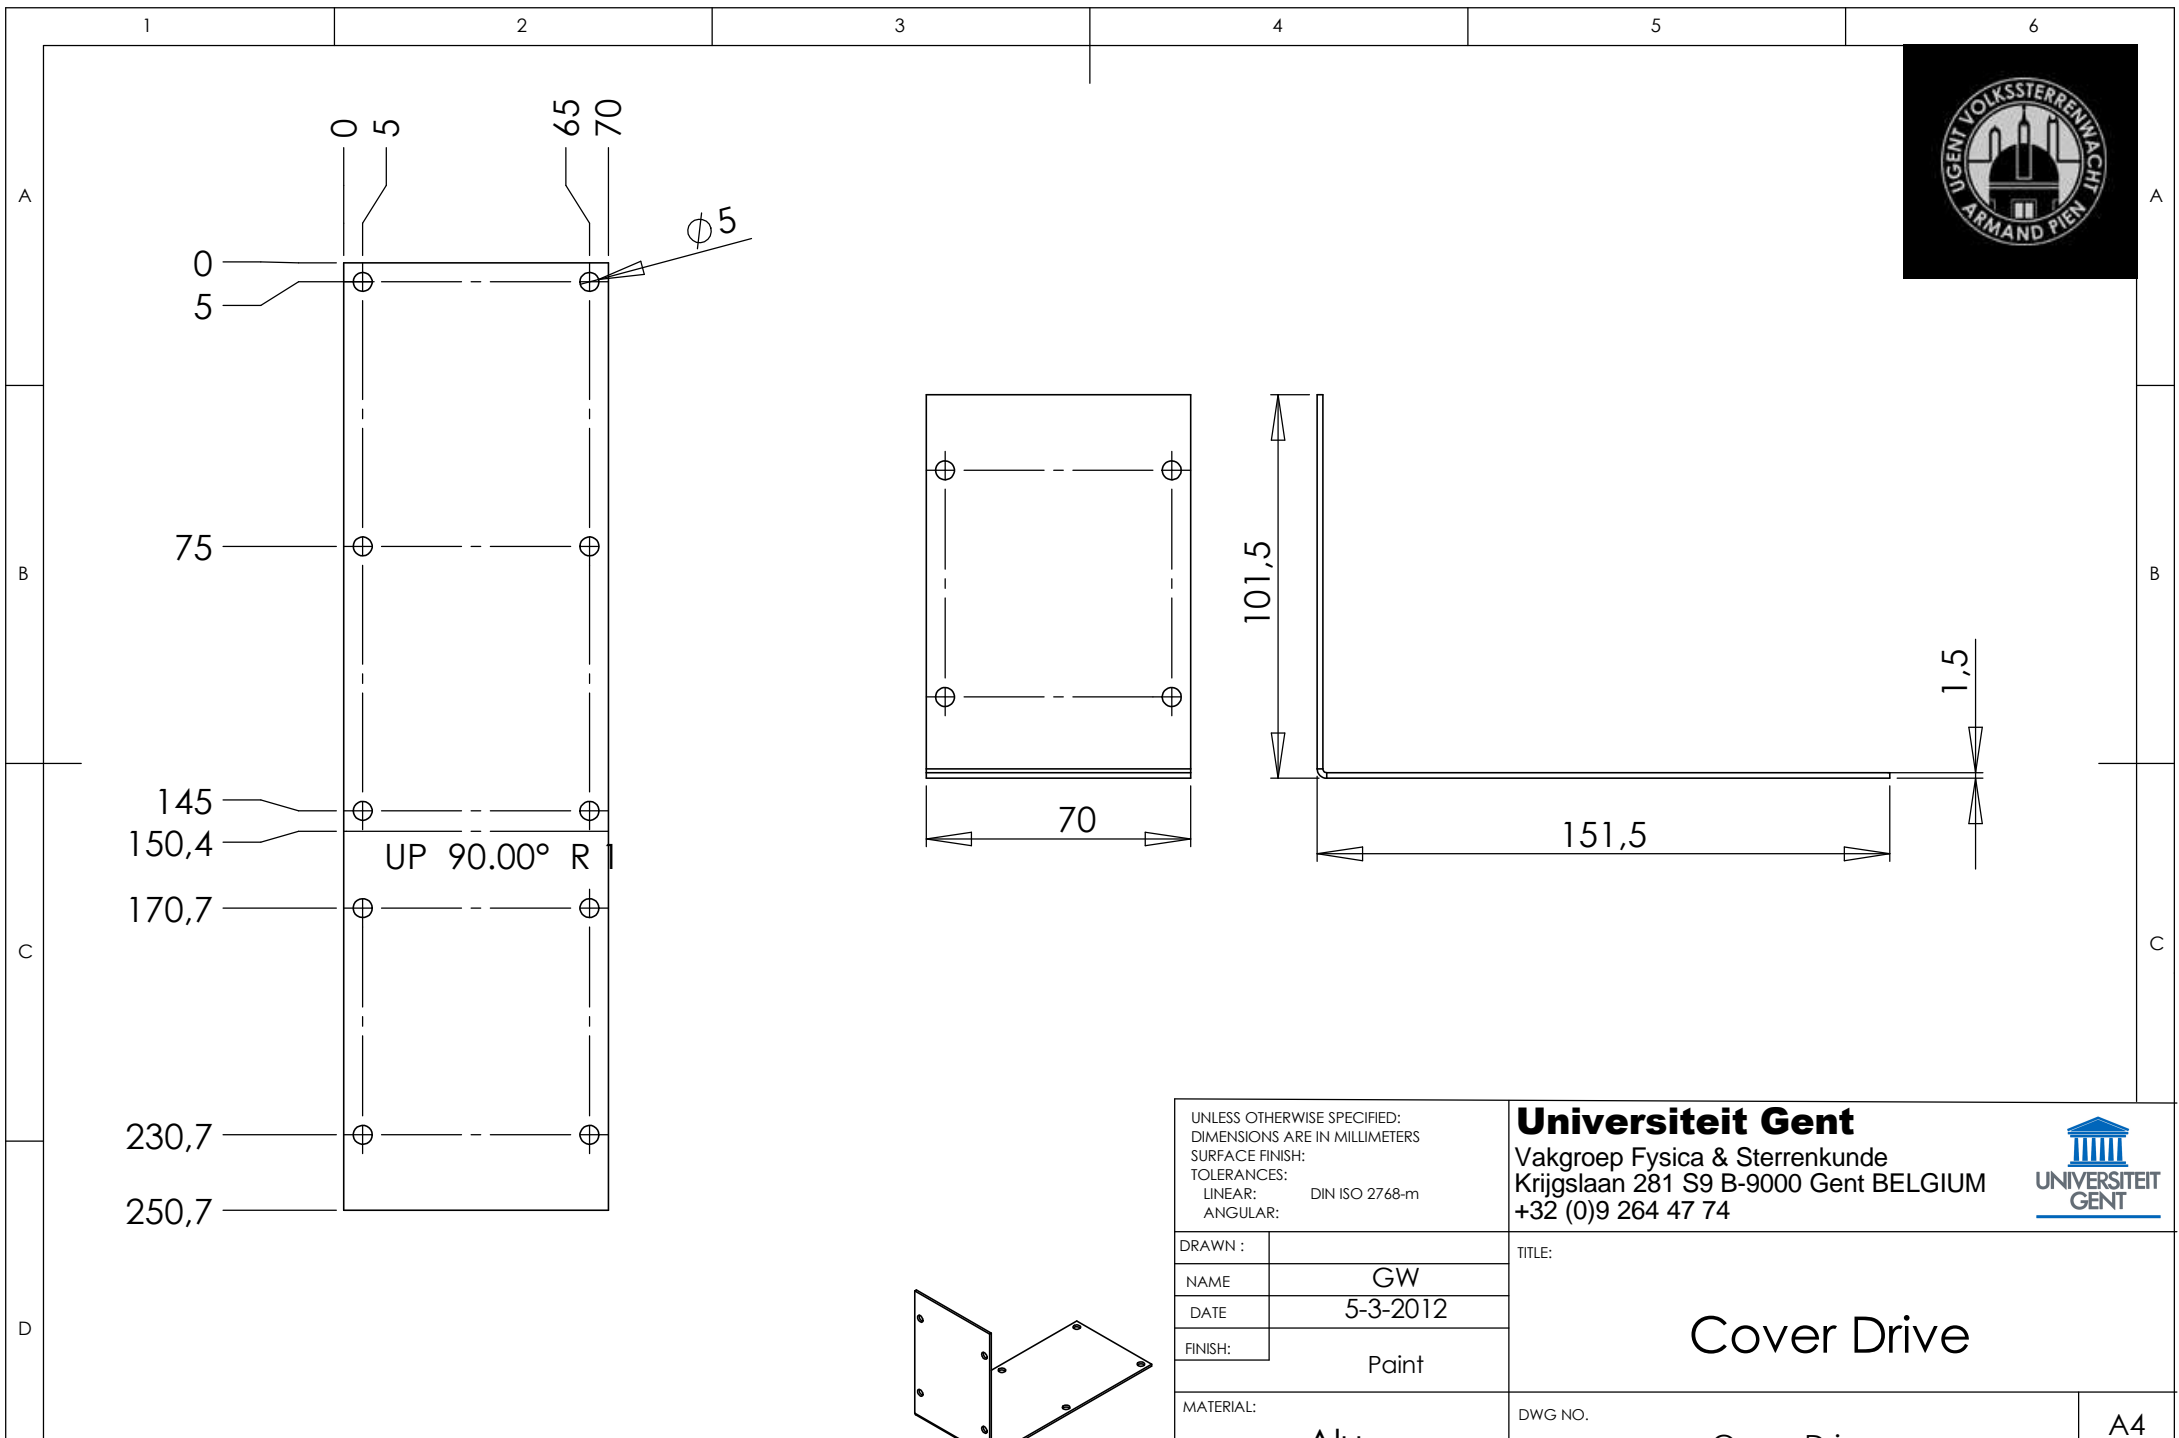 1 2 3 4 5 6
A A
B B
C C
D
UGENT VOLKSSTERRENWACHT
ARMAND PIEN
0 5 65 70
⌀5
0
5
75
145
150,4
UP 90.00° R 1
170,7
230,7
250,7
101,5
70
151,5
1,5
UNLESS OTHERWISE SPECIFIED:
DIMENSIONS ARE IN MILLIMETERS
SURFACE FINISH:
TOLERANCES:
LINEAR: DIN ISO 2768-m
ANGULAR:
Universiteit Gent
Vakgroep Fysica & Sterrenkunde
Krijgslaan 281 S9 B-9000 Gent BELGIUM
+32 (0)9 264 47 74
UNIVERSITEIT
GENT
DRAWN :
NAME GW
DATE 5-3-2012
FINISH:
Paint
TITLE:
Cover Drive
MATERIAL:
DWG NO.
A4